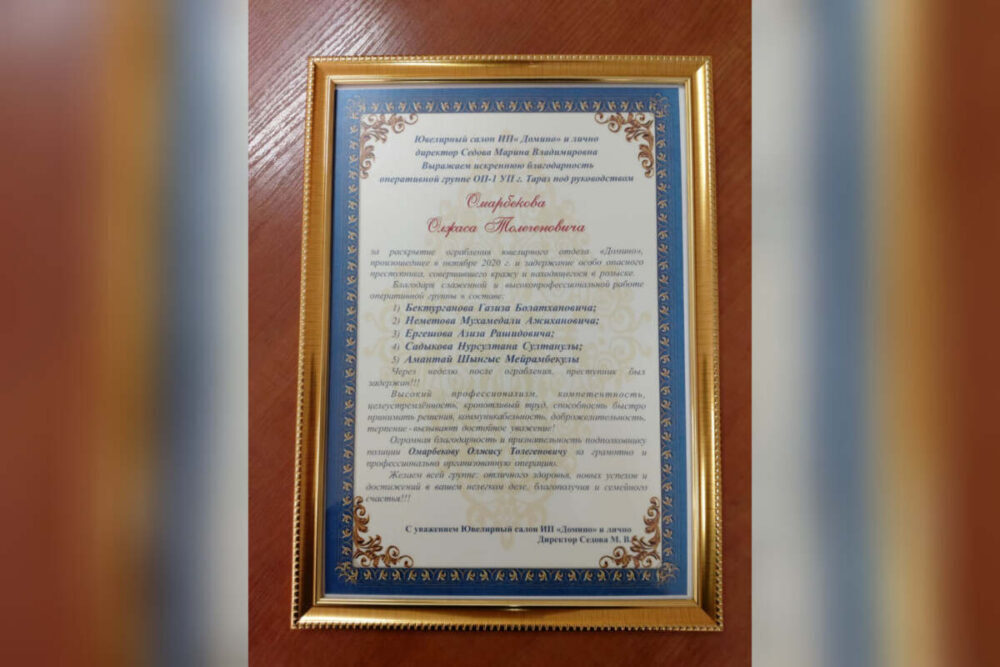 Ювелирный салон ИП« Домино» и лично
директор Седова Марина Владимировна
Выражаем искреннюю благодарность
оперативной группе ОП-1 УП г. Тараз под руководством
Омарбекова
Олжаса Толегеновича
за раскрытие ограбления ювелирного отдела «Домино»,
произошедшее в октябре 2020 г. и задержание особо опасного
преступника, совершившего кражу и находящегося в розыске.
Благодаря слаженной и высокопрофессиональной работе
оперативной группы в составе:
1) Бектурганова Газиза Болатхановича;
2) Неметова Мухамедали Ажихановича;
3) Ергешова Азиза Рашидовича;
4) Садыкова Нурсултана Султанулы;
5) Амантай Шынгыс Мейрамбекулы
Через неделю после ограбления, преступник был
задержан!!!
Высокий профессионализм, компетентность,
целеустремлённость, кропотливый труд, способность быстро
принимать решения, коммуникабельность, доброжелательность,
терпение - вызывают достойное уважение!
Огромная благодарность и признательность подполковнику
полиции Омарбекову Олжасу Толегеновичу за грамотно и
профессионально организованную операцию.
Желаем всей группе: отличного здоровья, новых успехов и
достижений в вашем нелегком деле, благополучия и семейного
счастья!!!
С уважением Ювелирный салон ИП «Домино» и лично
Директор Седова М. В.